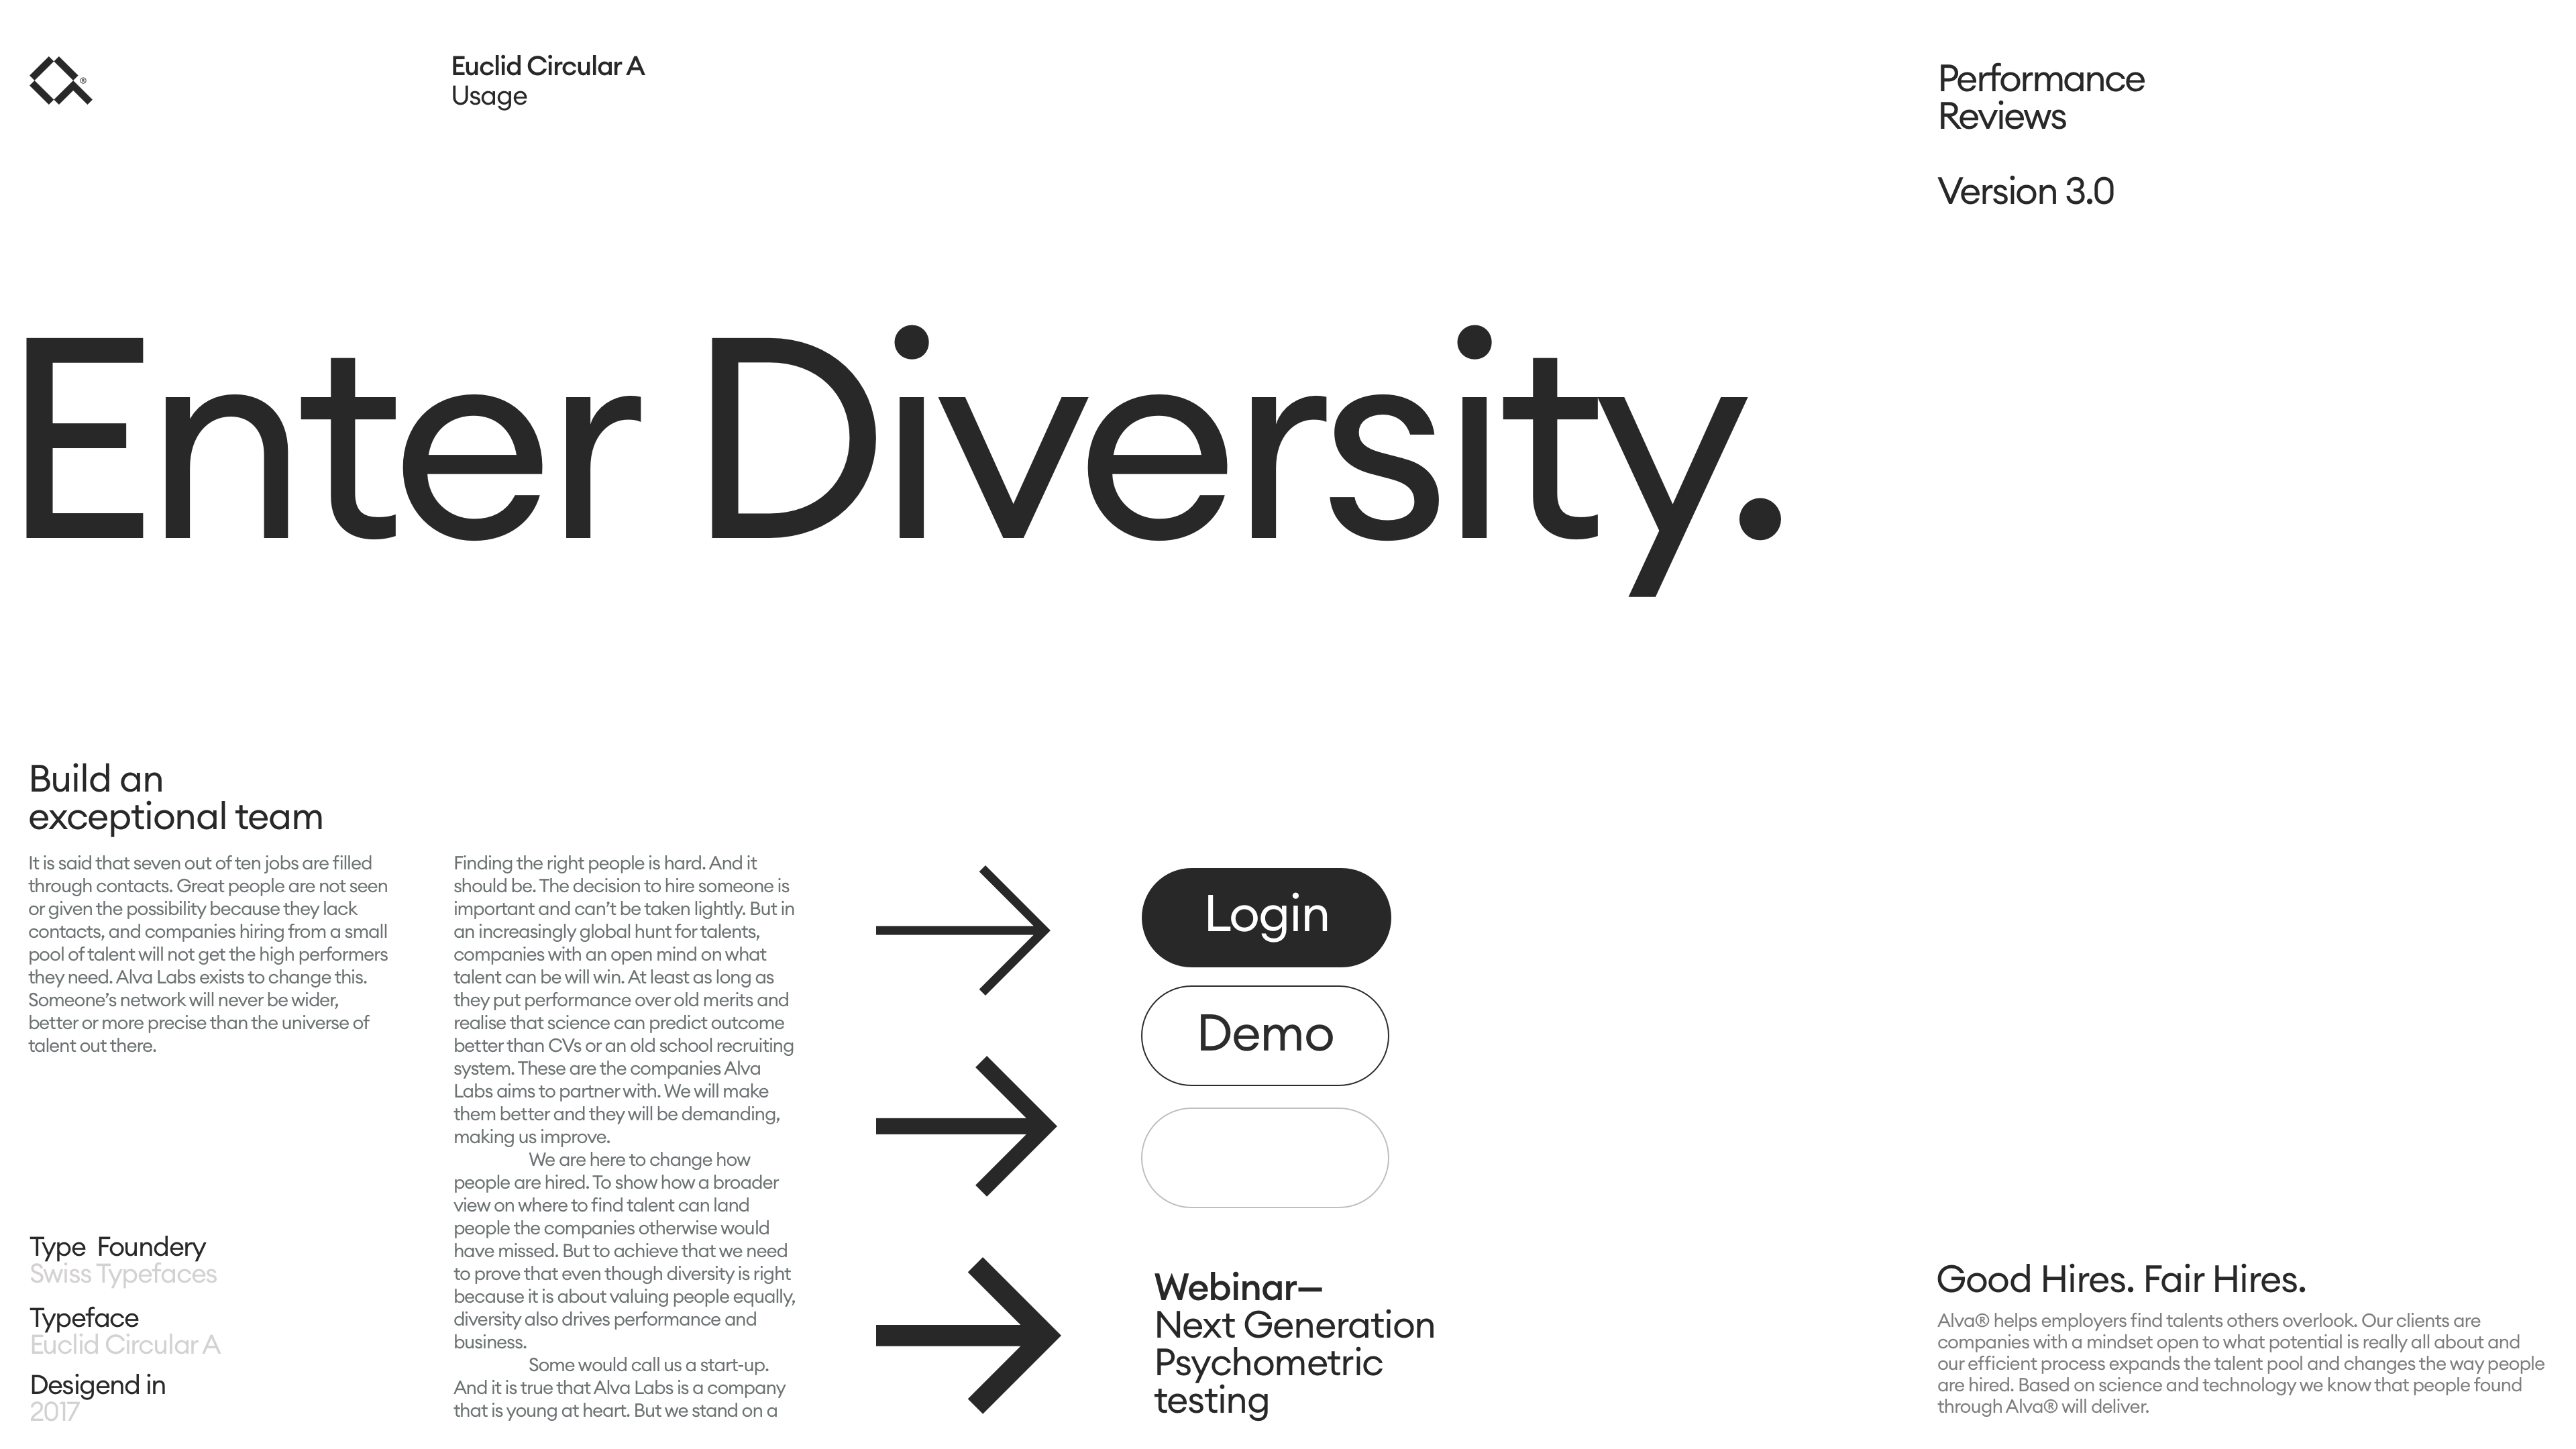 ®
Euclid Circular A
Usage
Performance
Reviews
Version 3.0
Enter Diversity.
Build an
exceptional team
It is said that seven out of ten jobs are filled
through contacts. Great people are not seen
or given the possibility because they lack
contacts, and companies hiring from a small
pool of talent will not get the high performers
they need. Alva Labs exists to change this.
Someone’s network will never be wider,
better or more precise than the universe of
talent out there.
Type  Foundery
Swiss Typefaces
Typeface
Euclid Circular A
Desigend in
2017
Finding the right people is hard. And it
should be. The decision to hire someone is
important and can’t be taken lightly. But in
an increasingly global hunt for talents,
companies with an open mind on what
talent can be will win. At least as long as
they put performance over old merits and
realise that science can predict outcome
better than CVs or an old school recruiting
system. These are the companies Alva
Labs aims to partner with. We will make
them better and they will be demanding,
making us improve.
We are here to change how
people are hired. To show how a broader
view on where to find talent can land
people the companies otherwise would
have missed. But to achieve that we need
to prove that even though diversity is right
because it is about valuing people equally,
diversity also drives performance and
business.
Some would call us a start-up.
And it is true that Alva Labs is a company
that is young at heart. But we stand on a
Login
Demo
Webinar—
Next Generation
Psychometric
testing
Good Hires. Fair Hires.
Alva® helps employers find talents others overlook. Our clients are
companies with a mindset open to what potential is really all about and
our efficient process expands the talent pool and changes the way people
are hired. Based on science and technology we know that people found
through Alva® will deliver.